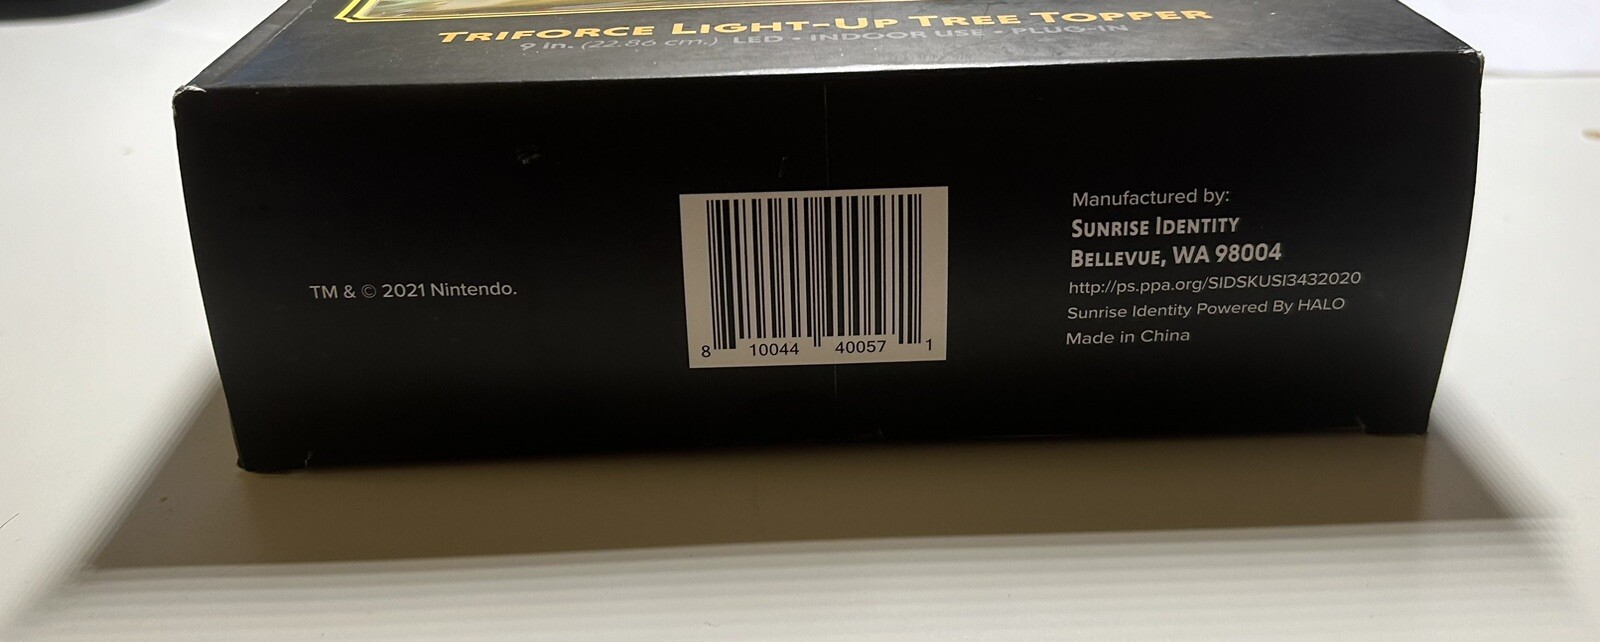 TRIFORCE LIGHT-UP TREE TOPPER
9 in. (22.86 cm.) LED • INDOOR USE • PLUG-IN
TM & © 2021 Nintendo.
8 10044 40057 1
Manufactured by:
SUNRISE IDENTITY
BELLEVUE, WA 98004
http://ps.ppa.org/SIDSKUSI3432020
Sunrise Identity Powered By HALO
Made in China